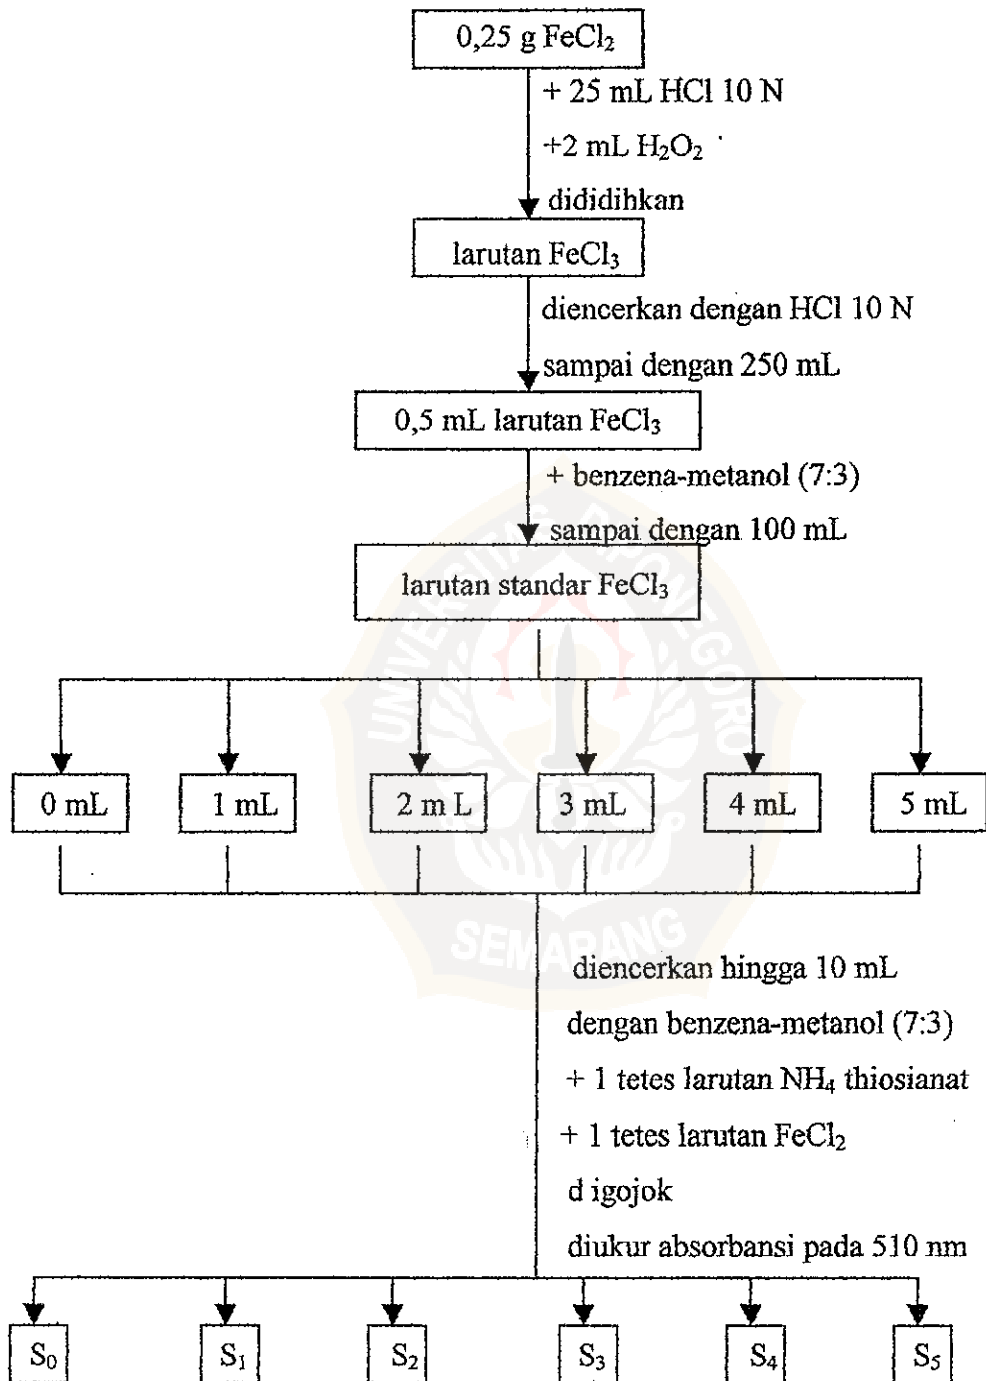 0,25 g FeCl₂
+ 25 mL HCl 10 N
+2 mL H₂O₂
dididihkan
larutan FeCl₃
diencerkan dengan HCl 10 N
sampai dengan 250 mL
0,5 mL larutan FeCl₃
+ benzena-metanol (7:3)
sampai dengan 100 mL
larutan standar FeCl₃
0 mL 1 mL 2 m L 3 mL 4 mL 5 mL
diencerkan hingga 10 mL
dengan benzena-metanol (7:3)
+ 1 tetes larutan NH₄ thiosianat
+ 1 tetes larutan FeCl₂
d igojok
diukur absorbansi pada 510 nm
S₀ S₁ S₂ S₃ S₄ S₅
UNIVERSITAS DIPONEGORO
SEMARANG